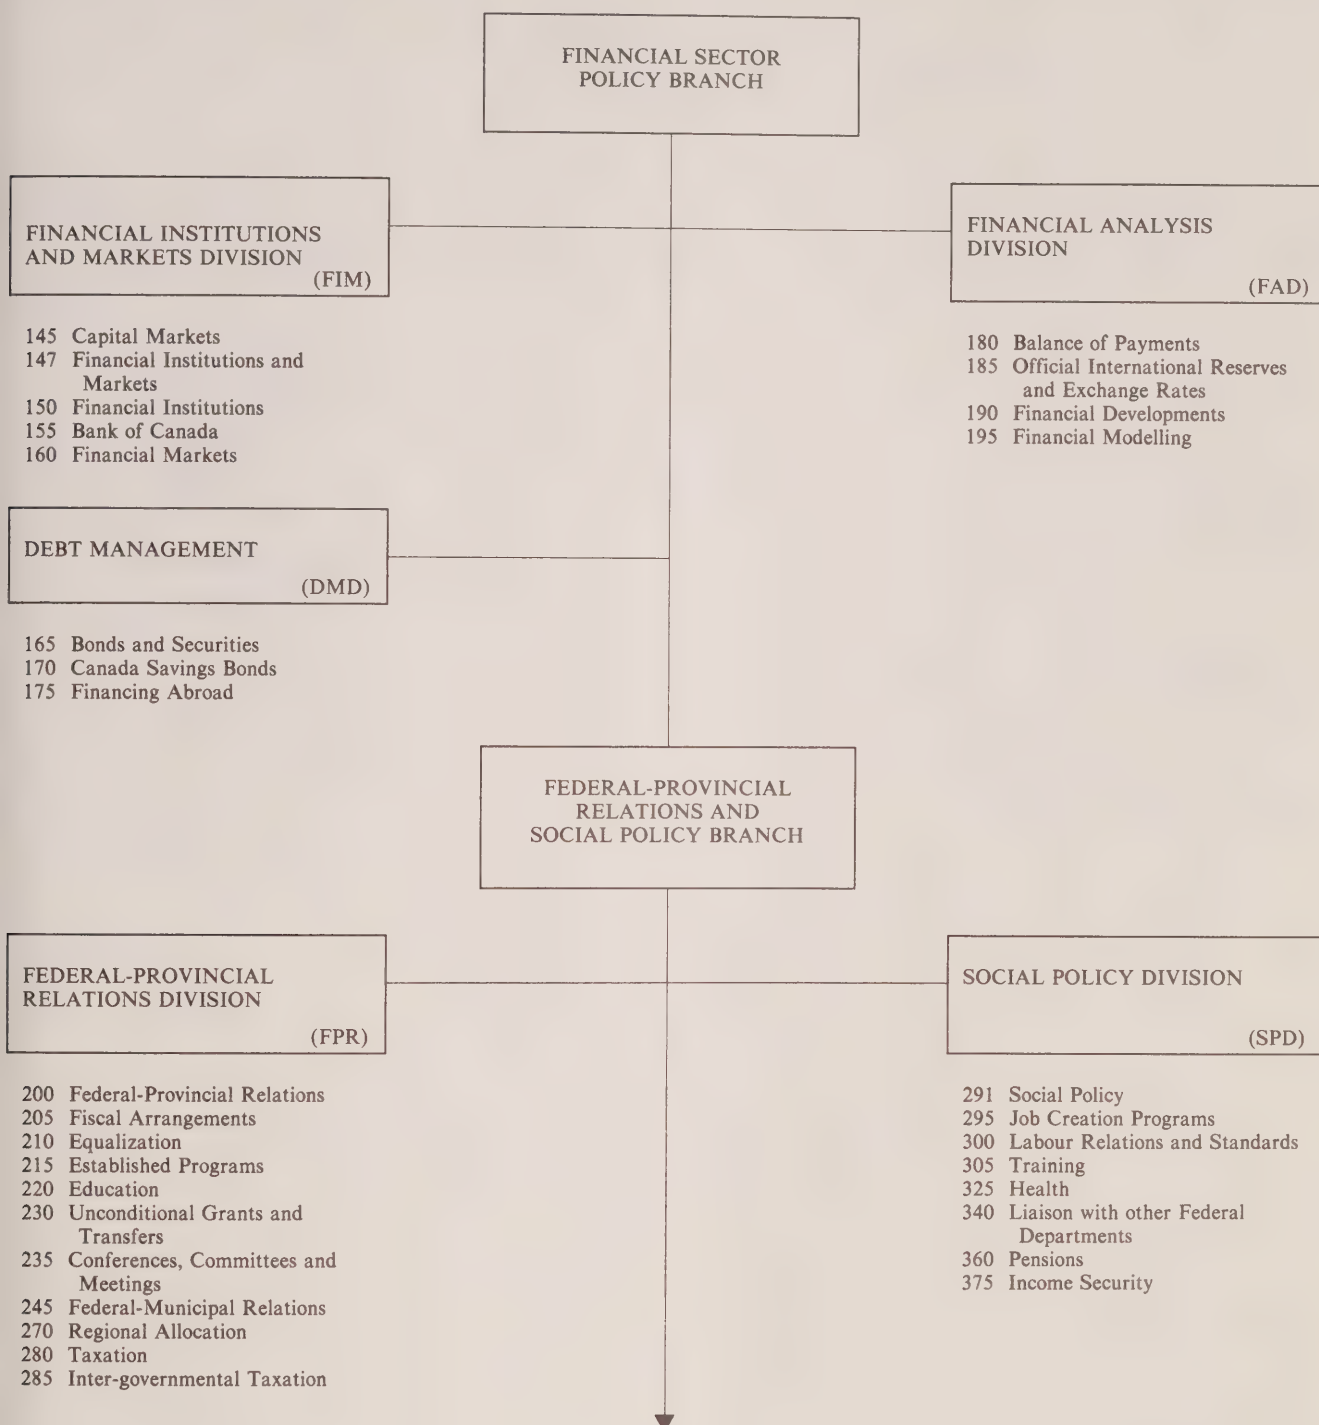 FINANCIAL SECTOR
POLICY BRANCH
FINANCIAL INSTITUTIONS
AND MARKETS DIVISION
(FIM)
145 Capital Markets
147 Financial Institutions and
Markets
150 Financial Institutions
155 Bank of Canada
160 Financial Markets
FINANCIAL ANALYSIS
DIVISION
(FAD)
180 Balance of Payments
185 Official International Reserves
and Exchange Rates
190 Financial Developments
195 Financial Modelling
DEBT MANAGEMENT
(DMD)
165 Bonds and Securities
170 Canada Savings Bonds
175 Financing Abroad
FEDERAL-PROVINCIAL
RELATIONS AND
SOCIAL POLICY BRANCH
FEDERAL-PROVINCIAL
RELATIONS DIVISION
(FPR)
200 Federal-Provincial Relations
205 Fiscal Arrangements
210 Equalization
215 Established Programs
220 Education
230 Unconditional Grants and
Transfers
235 Conferences, Committees and
Meetings
245 Federal-Municipal Relations
270 Regional Allocation
280 Taxation
285 Inter-governmental Taxation
SOCIAL POLICY DIVISION
(SPD)
291 Social Policy
295 Job Creation Programs
300 Labour Relations and Standards
305 Training
325 Health
340 Liaison with other Federal
Departments
360 Pensions
375 Income Security